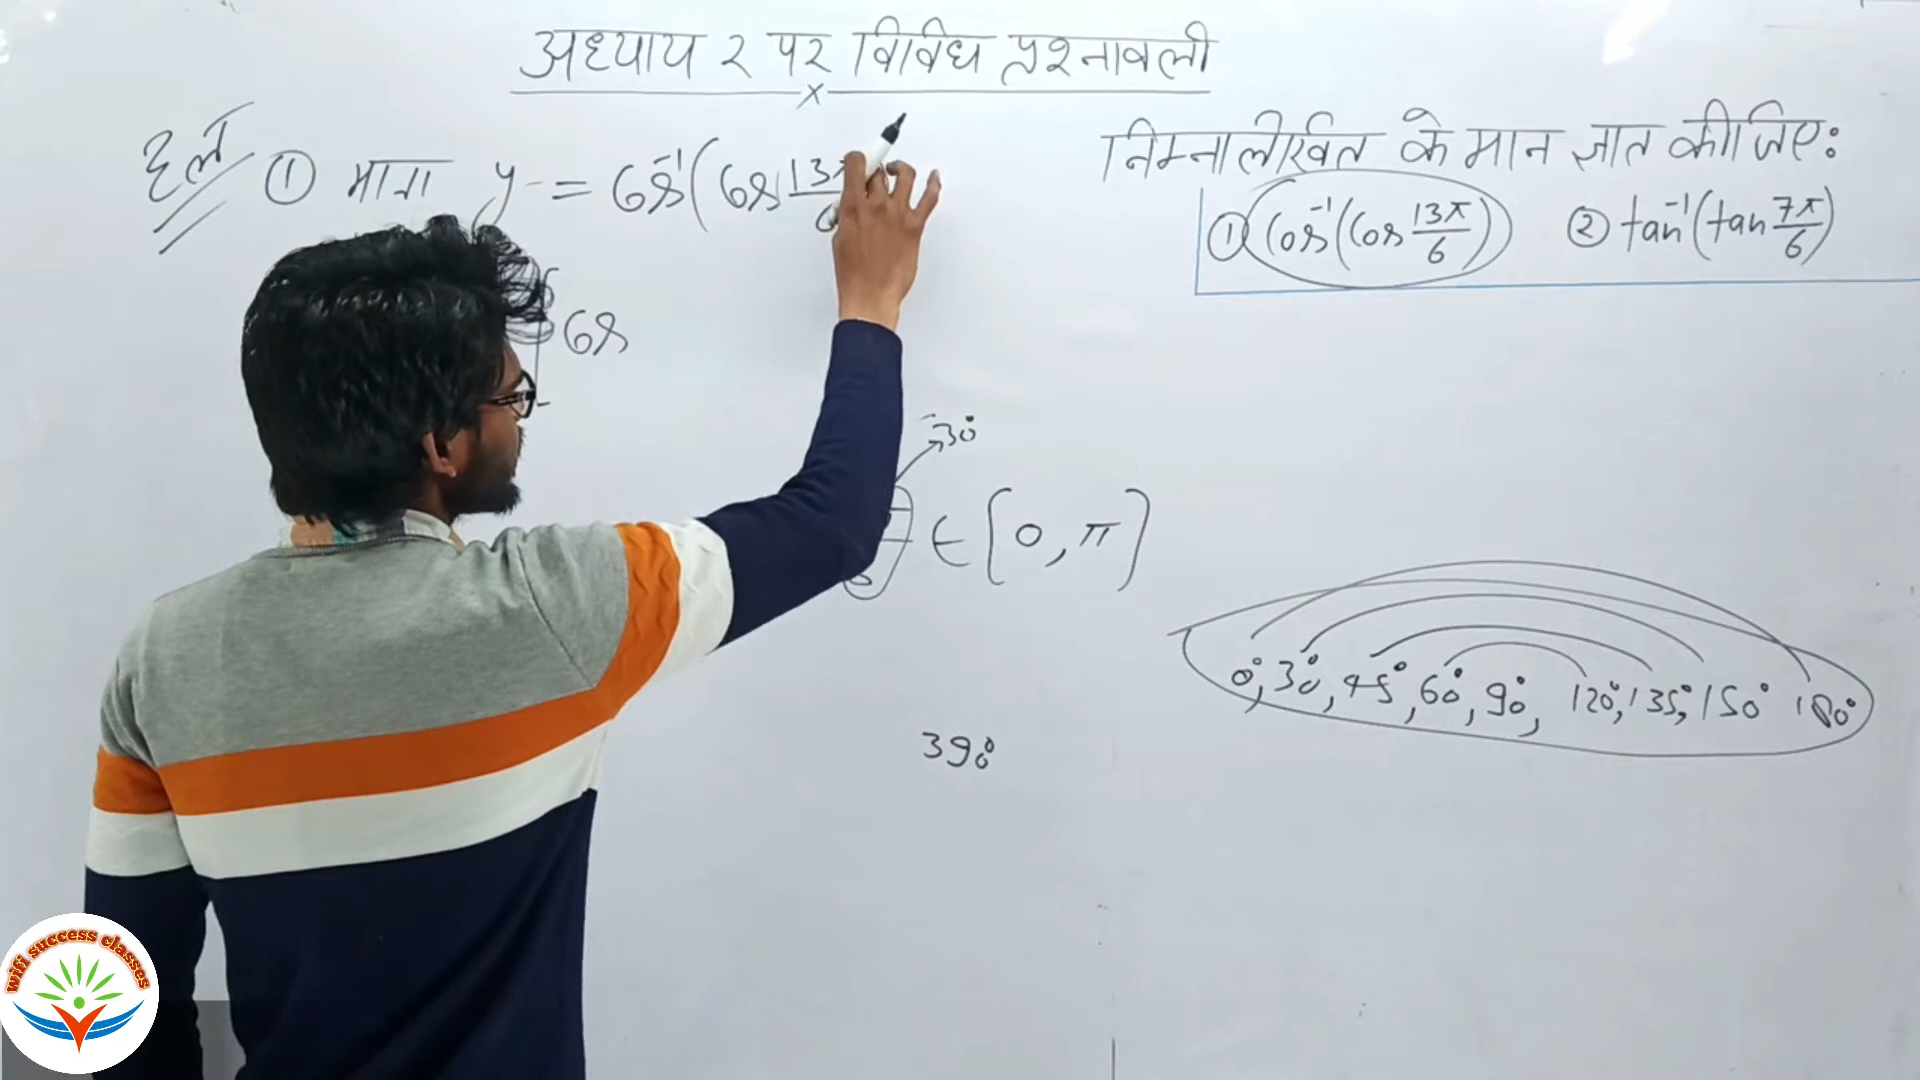 अध्याय २ पर विविध प्रश्नावली
x
हल ① माना y = cos⁻¹(cos 13π/6
निम्नलिखित के मान ज्ञात कीजिए:
① cos⁻¹(cos 13π/6) ② tan⁻¹(tan 7π/6)
cos
30°
∈ [0, π]
0°, 30°, 45°, 60°, 90°, 120°, 135°, 150° 180°
390°
wifi success classes